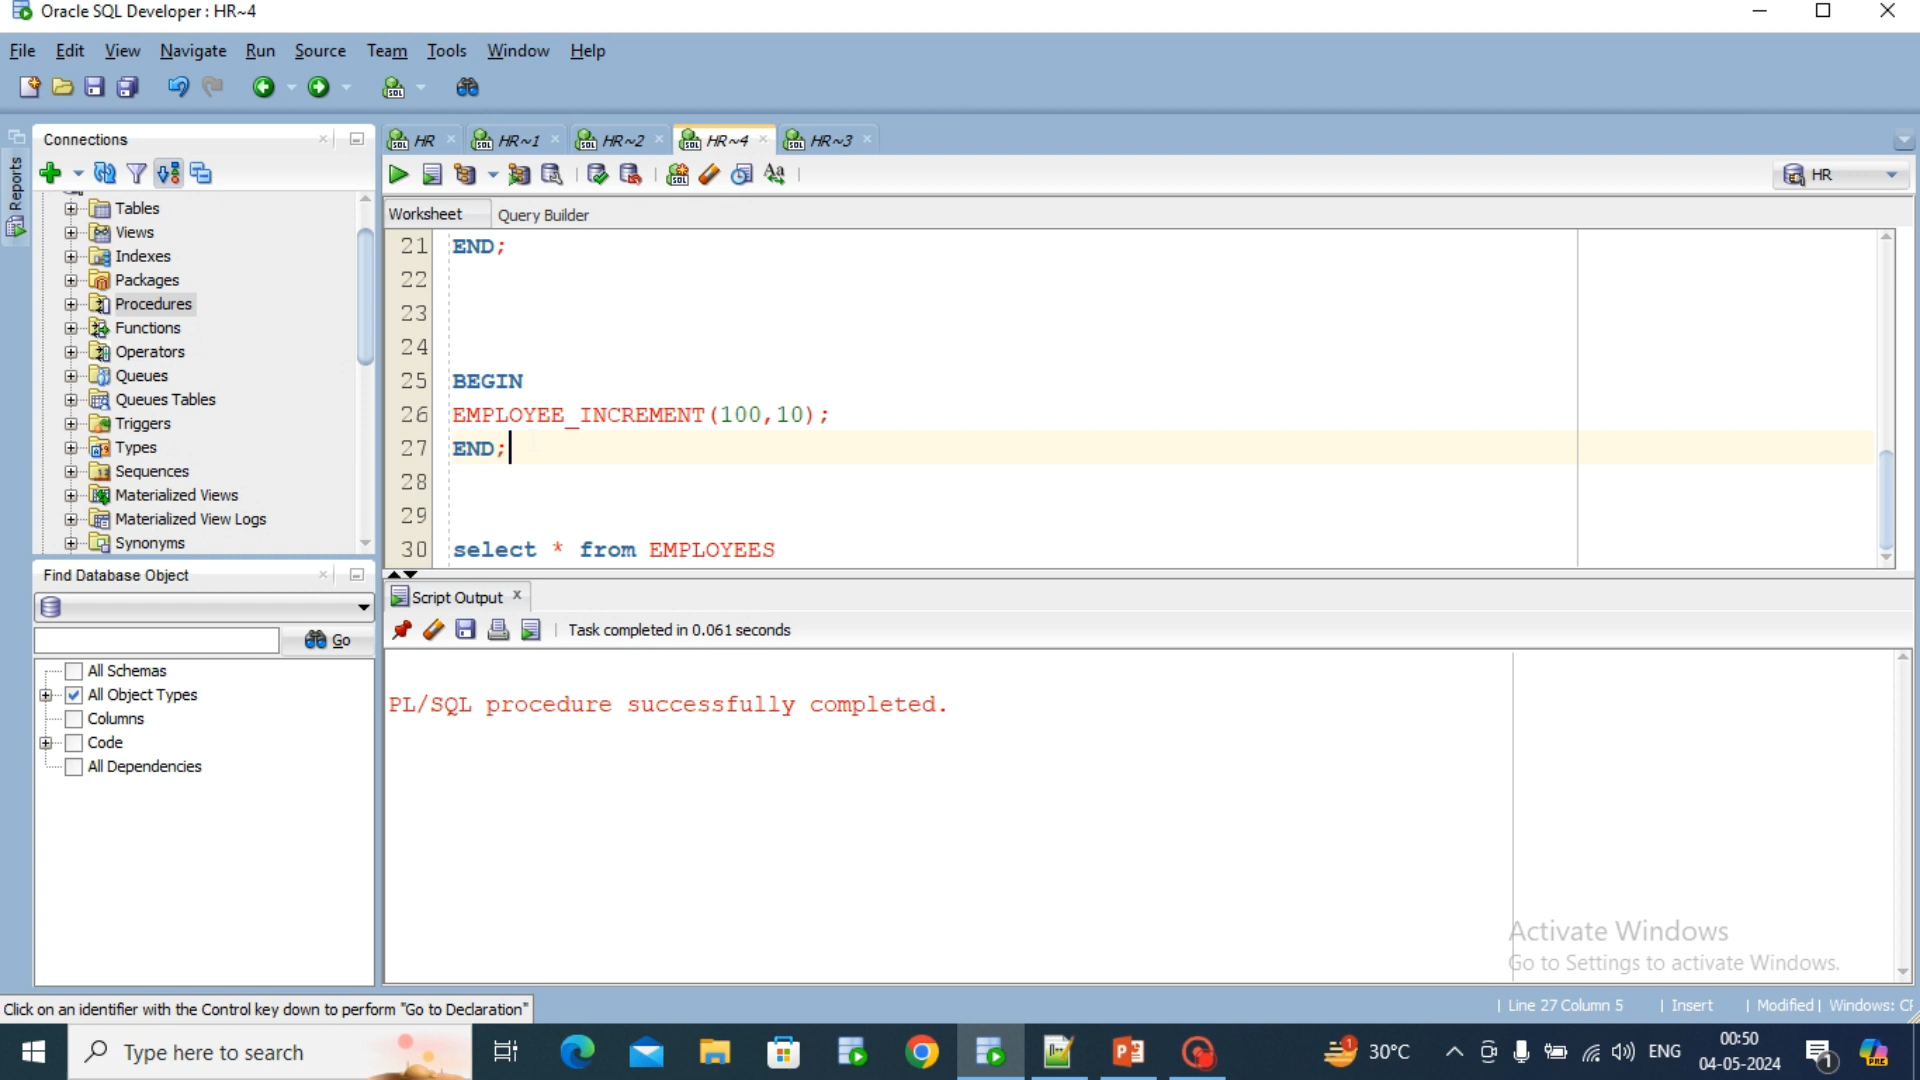 Oracle SQL Developer : HR~4
File Edit View Navigate Run Source Team Tools Window Help
Reports
Connections
Tables
Views
Indexes
Packages
Procedures
Functions
Operators
Queues
Queues Tables
Triggers
Types
Sequences
Materialized Views
Materialized View Logs
Synonyms
HR HR~1 HR~2 HR~4 HR~3
HR
Worksheet Query Builder
21 END;
22
23
24
25 BEGIN
26 EMPLOYEE_INCREMENT(100,10);
27 END;
28
29
30 select * from EMPLOYEES
Find Database Object
Go
All Schemas
All Object Types
Columns
Code
All Dependencies
Script Output
Task completed in 0.061 seconds
PL/SQL procedure successfully completed.
Activate Windows
Go to Settings to activate Windows.
Click on an identifier with the Control key down to perform "Go to Declaration"
| Line 27 Column 5 | Insert | Modified | Windows: CF
Type here to search
1 30°C ENG 00:50
04-05-2024
1
PRE